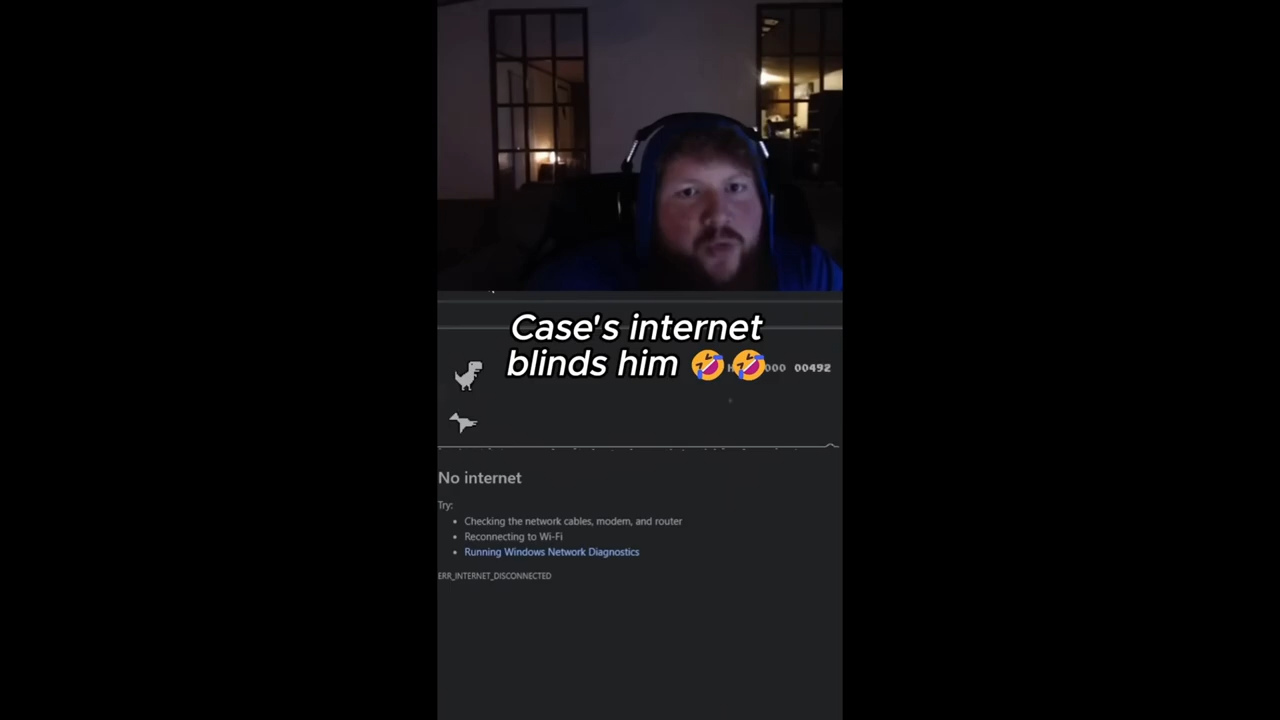 Case's internet
blinds him 🤣🤣
000 00492
No internet
Try:
Checking the network cables, modem, and router
Reconnecting to Wi-Fi
Running Windows Network Diagnostics
ERR_INTERNET_DISCONNECTED